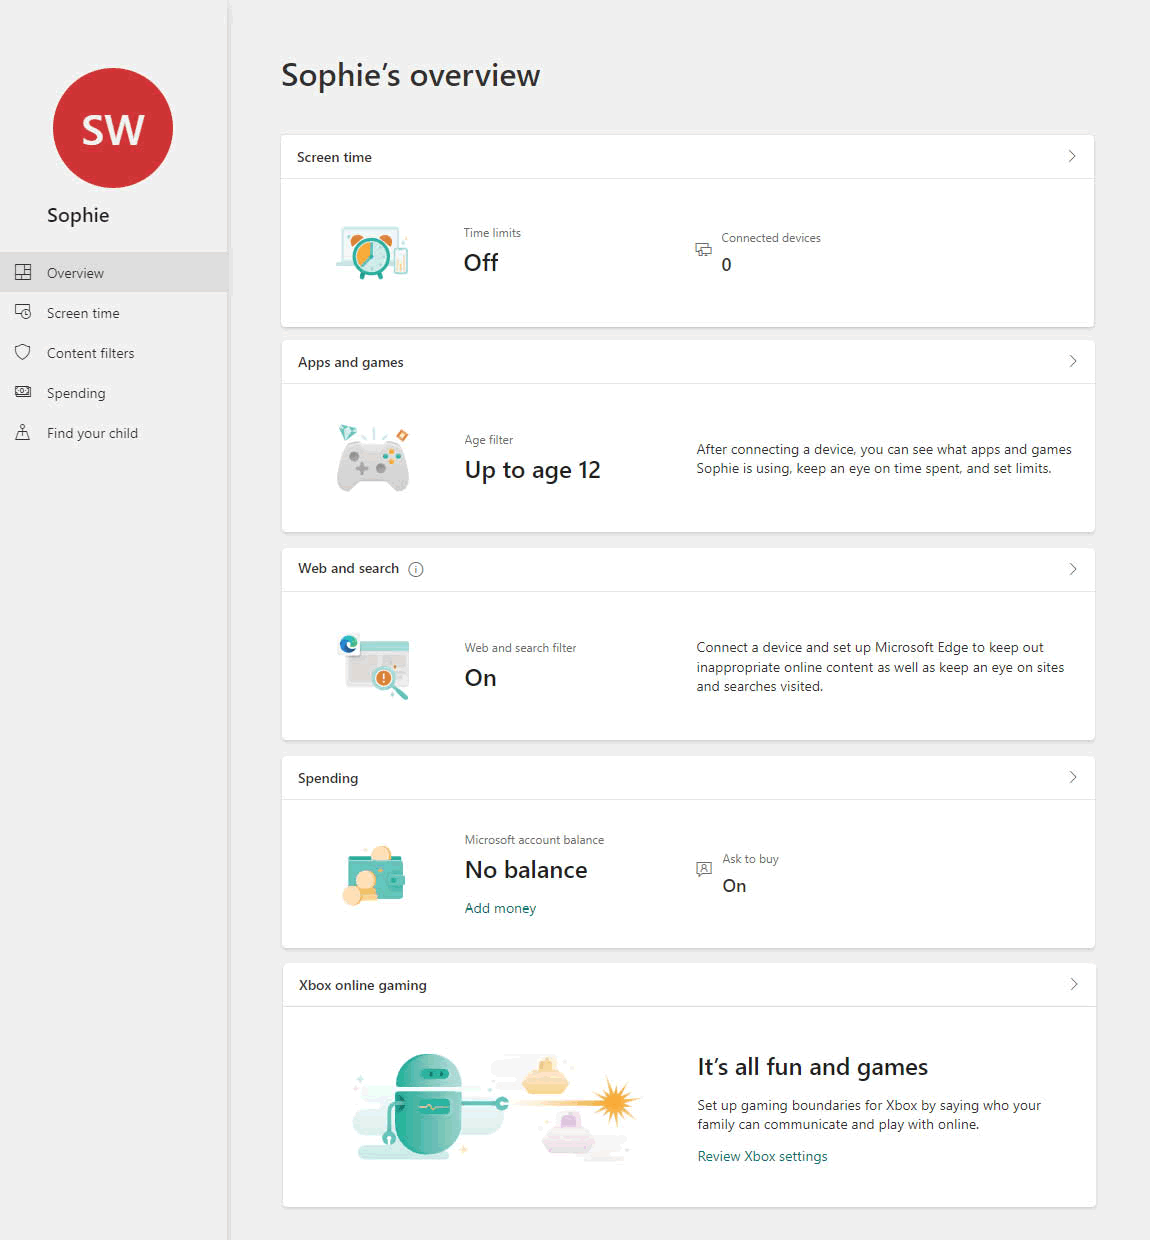 SW
Sophie
Overview
Screen time
Content filters
Spending
Find your child
Sophie's overview
Screen time
Time limits
Off
Connected devices
0
Apps and games
Age filter
Up to age 12
After connecting a device, you can see what apps and games
Sophie is using, keep an eye on time spent, and set limits.
Web and search
Web and search filter
On
Connect a device and set up Microsoft Edge to keep out
inappropriate online content as well as keep an eye on sites
and searches visited.
Spending
Microsoft account balance
No balance
Add money
Ask to buy
On
Xbox online gaming
It's all fun and games
Set up gaming boundaries for Xbox by saying who your
family can communicate and play with online.
Review Xbox settings